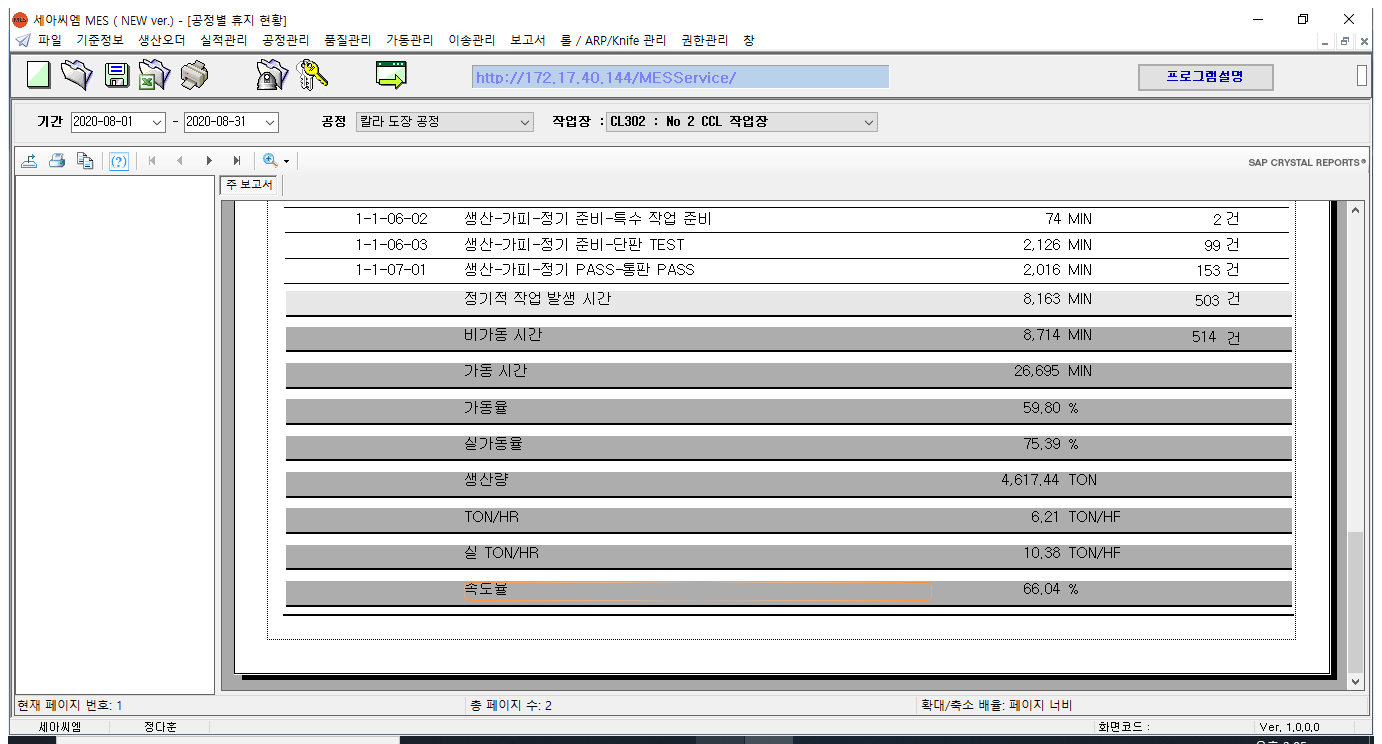 세아씨엠 MES ( NEW ver.) - [공정별 휴지 현황]
파일 기준정보 생산오더 실적관리 공정관리 품질관리 가동관리 이송관리 보고서 롤 / ARP/Knife 관리 권한관리 창
http://172.17.40.144/MESService/ 프로그램설명
기간 2020-08-01 - 2020-08-31 공정 칼라 도장 공정 작업장 : CL302 : No 2 CCL 작업장
SAP CRYSTAL REPORTS®
주 보고서
1-1-06-02 생산-가피-정기 준비-특수 작업 준비 74 MIN 2 건
1-1-06-03 생산-가피-정기 준비-단판 TEST 2,126 MIN 99 건
1-1-07-01 생산-가피-정기 PASS-통판 PASS 2,016 MIN 153 건
정기적 작업 발생 시간 8,163 MIN 503 건
비가동 시간 8,714 MIN 514 건
가동 시간 26,695 MIN
가동율 59.80 %
실가동율 75.39 %
생산량 4,617.44 TON
TON/HR 6.21 TON/HF
실 TON/HR 10.38 TON/HF
속도율 66.04 %
현재 페이지 번호: 1 총 페이지 수: 2 확대/축소 배율: 페이지 너비
세아씨엠 정다훈 화면코드 : Ver, 1,0,0,0